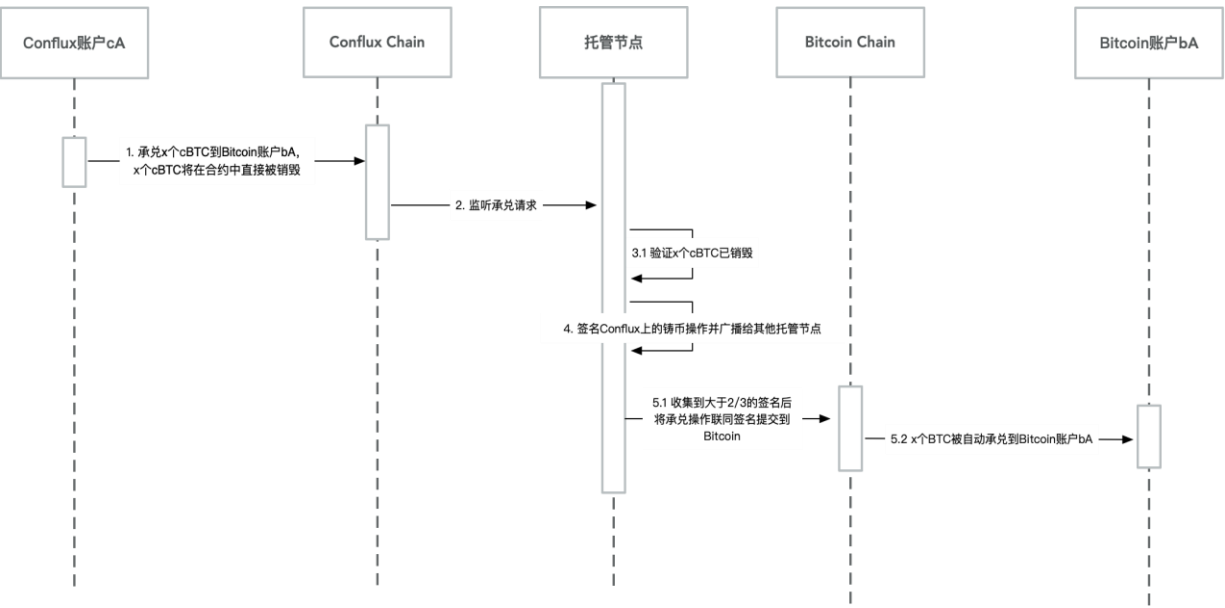 Conflux账户cA
Conflux Chain
托管节点
Bitcoin Chain
Bitcoin账户bA
1. 承兑x个cBTC到Bitcoin账户bA,
x个cBTC将在合约中直接被销毁
2. 监听承兑请求
3.1 验证x个cBTC已销毁
4. 签名Conflux上的铸币操作并广播给其他托管节点
5.1 收集到大于2/3的签名后
将承兑操作联同签名提交到
Bitcoin
5.2 x个BTC被自动承兑到Bitcoin账户bA